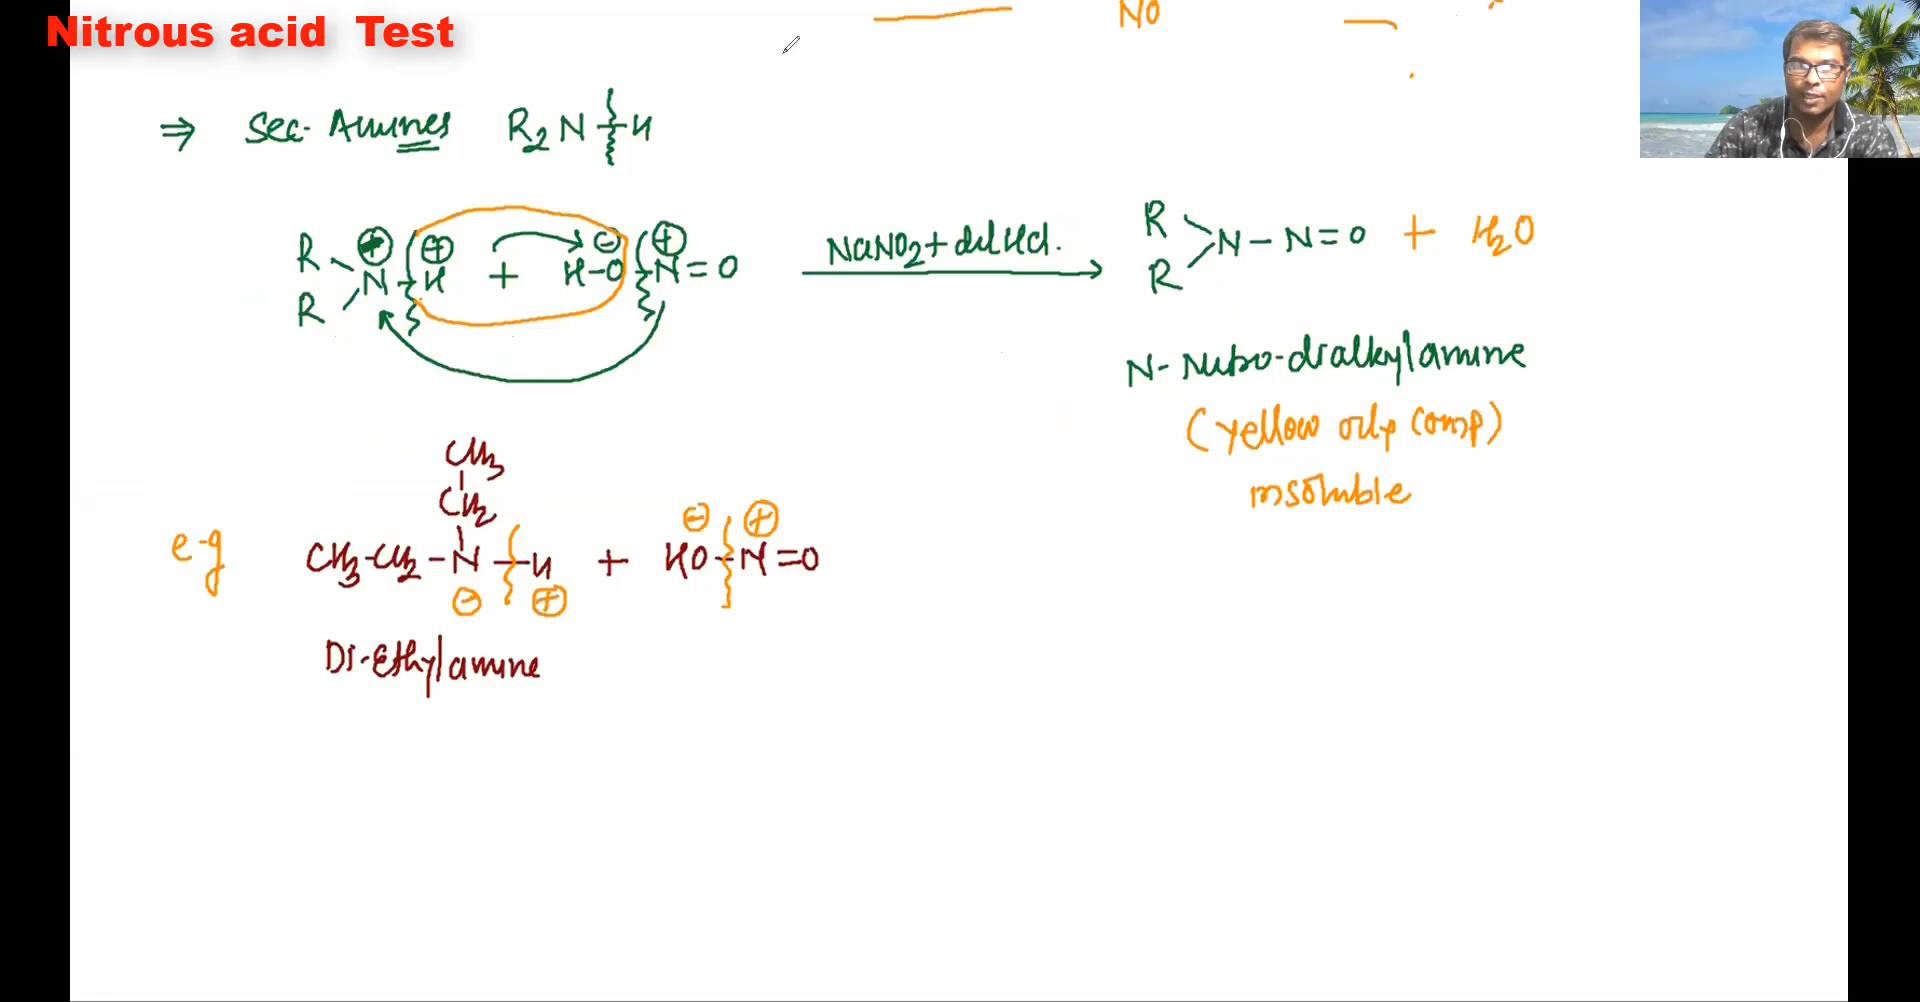 Nitrous acid Test
NO
⇒ Sec- Amines R2N-H
R
R N-H + H-O-N=O NaNO2+dil HCl. R
R N-N=O + H2O
N- Nitro-dialkylamine
(yellow oily comp)
insoluble
CH3
CH2
e-g CH3-CH2-N-H + HO-N=O
Di-Ethylamine